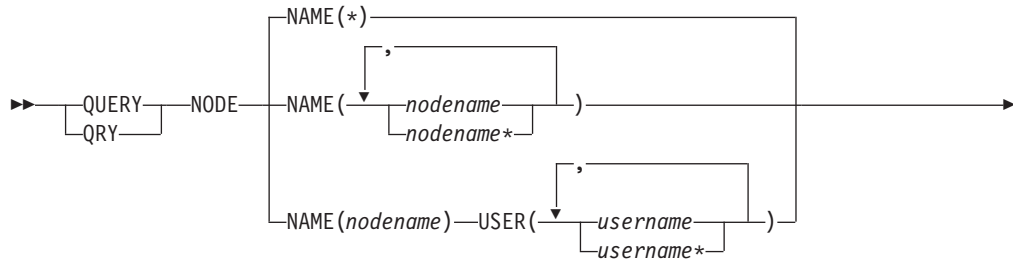 NAME(*)
,
QUERY NODE NAME( nodename )
QRY nodename*
,
NAME(nodename) USER( username )
username*